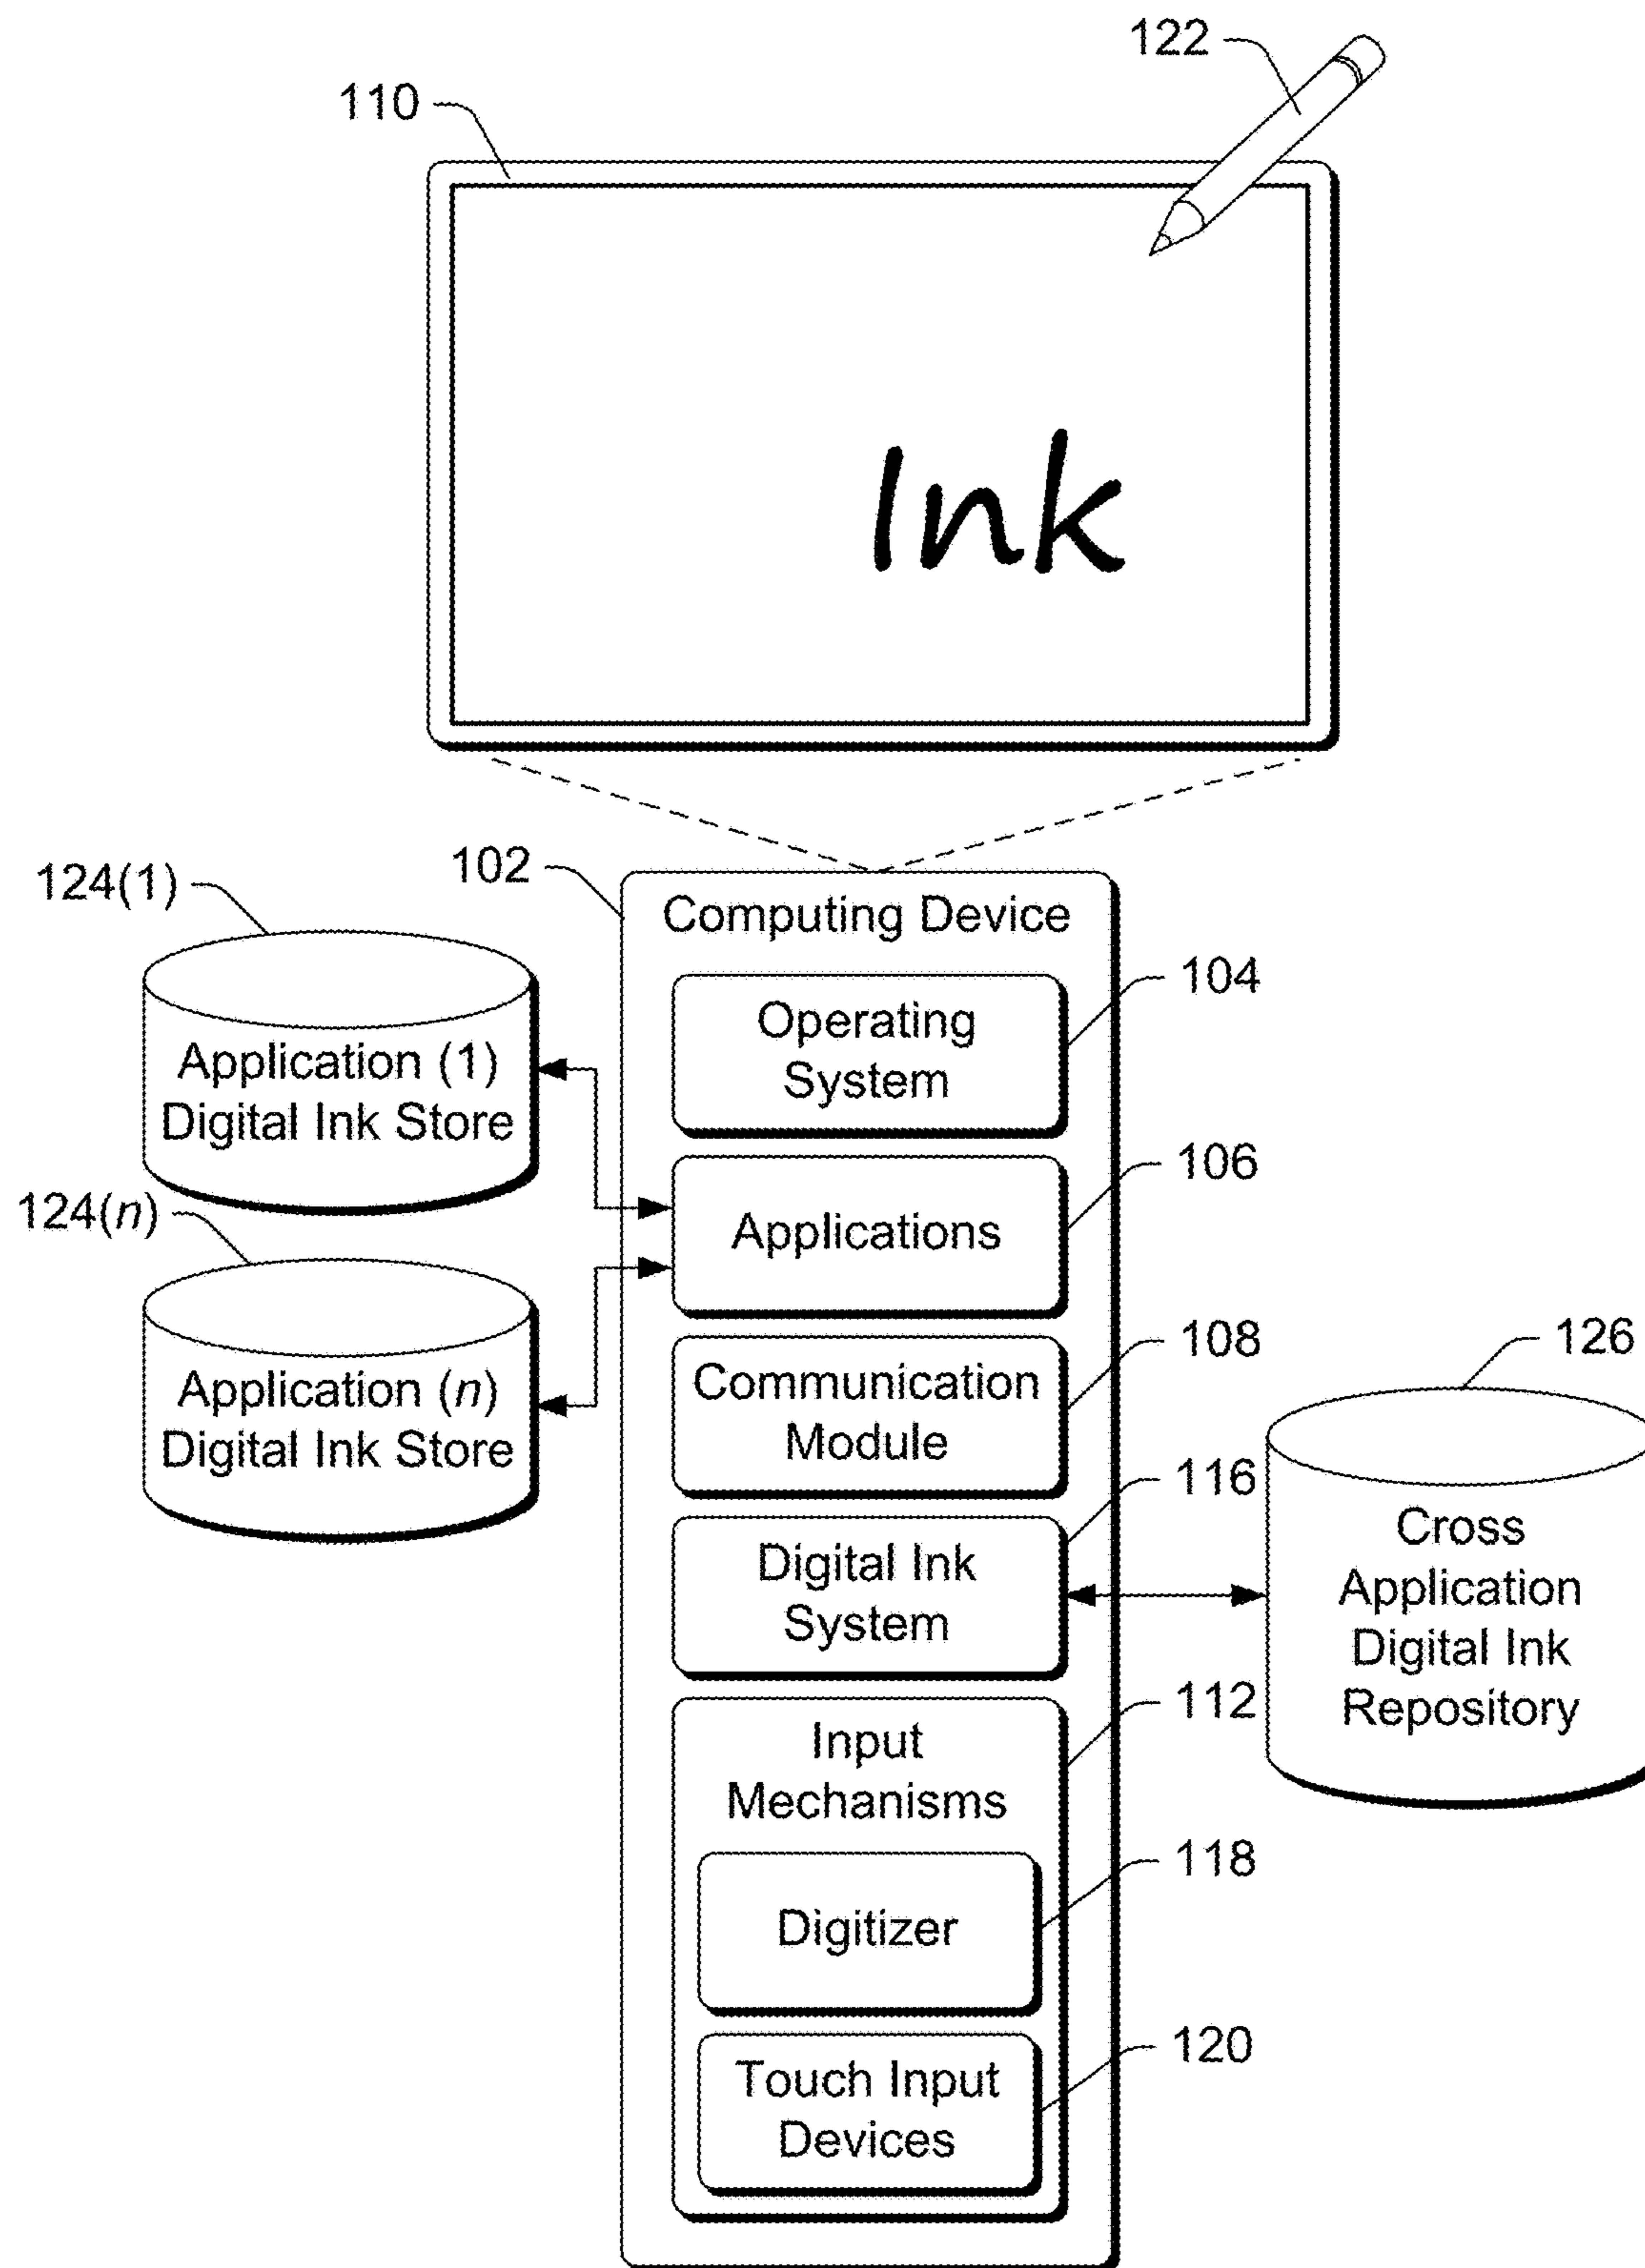 122
110
Ink
102
124(1)
Computing Device
104
Operating
System
Application (1)
Digital Ink Store
106
124(n)
Applications
108
126
Communication
Module
Application (n)
Digital Ink Store
116
Digital Ink
System
Cross
Application
Digital Ink
Repository
112
Input
Mechanisms
118
Digitizer
120
Touch Input
Devices